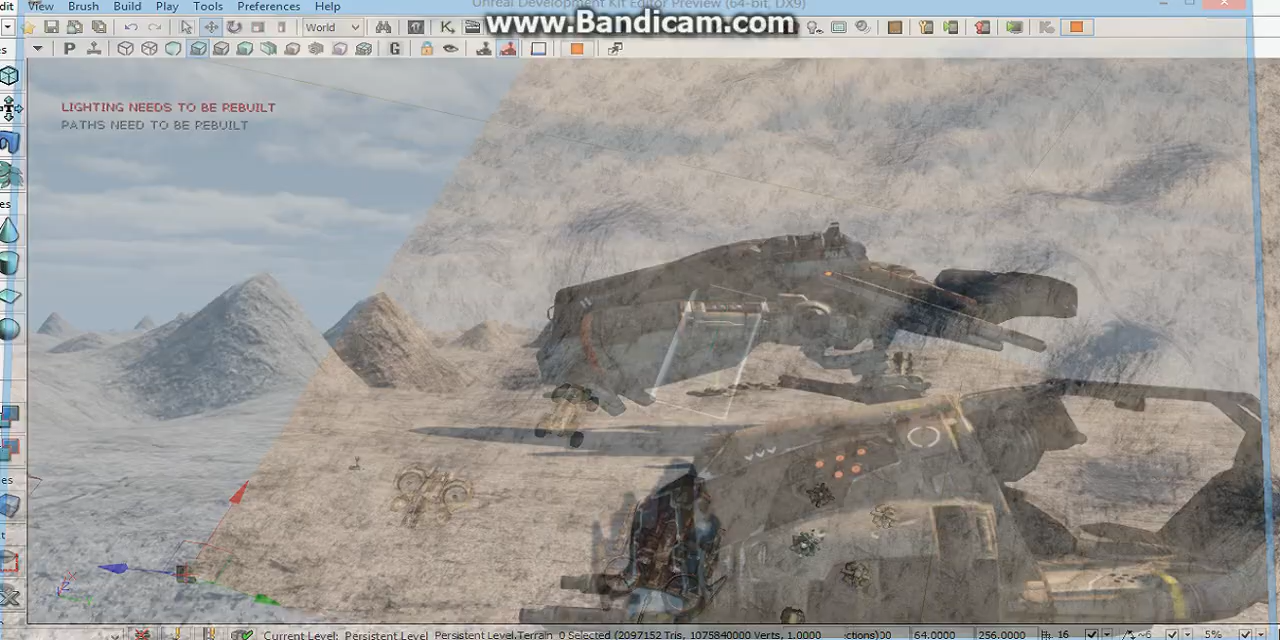 Unreal Development Kit Editor Preview (64-bit, DX9)
www.Bandicam.com
View Brush Build Play Tools Preferences Help
World
P G
LIGHTING NEEDS TO BE REBUILT
PATHS NEED TO BE REBUILT
Current Level: Persistent Level Persistent Level.Terrain_0 Selected (2097152 Tris, 1075840000 Verts, 1.0000 64.0000 256.0000 16 5%